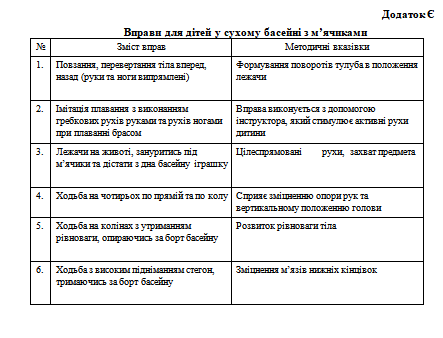 Додаток Є
Вправи для дітей у сухому басейні з м’ячиками
№ Зміст вправ Методичні вказівки
1. Повзання, перевертання тіла вперед, Формування поворотів тулуба в положення
назад (руки та ноги випрямлені) лежачи
2. Імітація плавання з виконанням Вправа виконується з допомогою
гребкових рухів руками та рухів ногами інструктора, який стимулює активні рухи
при плаванні брасом дитини
3. Лежачи на животі, зануритись під Цілеспрямовані рухи, захват предмета
м’ячики та дістати з дна басейну іграшку
4. Ходьба на чотирьох по прямій та по колу Сприяє зміцненню опори рук та
вертикальному положенню голови
5. Ходьба на колінах з утриманням Розвиток рівноваги тіла
рівноваги, опираючись за борт басейну
6. Ходьба з високим підніманням стегон, Зміцнення м’язів нижніх кінцівок
тримаючись за борт басейну